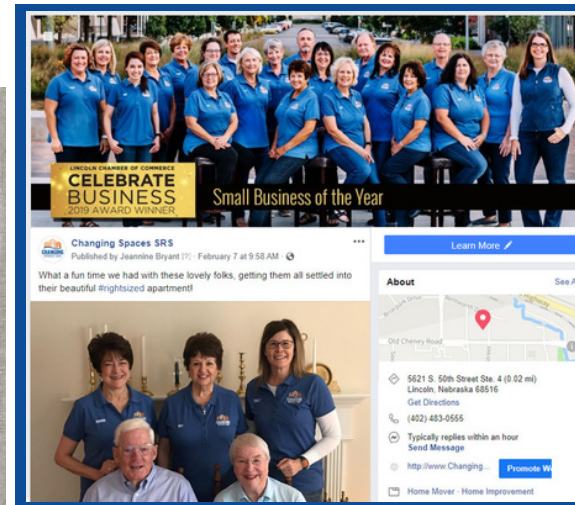 LINCOLN CHAMBER OF COMMERCE
CELEBRATE
BUSINESS
2019 AWARD WINNER
Small Business of the Year
Changing Spaces SRS
Published by Jeannine Bryant [?] · February 7 at 9:58 AM ·
What a fun time we had with these lovely folks, getting them all settled into
their beautiful #rightsized apartment!
Learn More
About
See A
Old Cheney Road
5621 S. 50th Street Ste. 4 (0.02 mi)
Lincoln, Nebraska 68516
Get Directions
(402) 483-0555
Typically replies within an hour
Send Message
http://www.Changing...
Promote We
Home Mover · Home Improvement